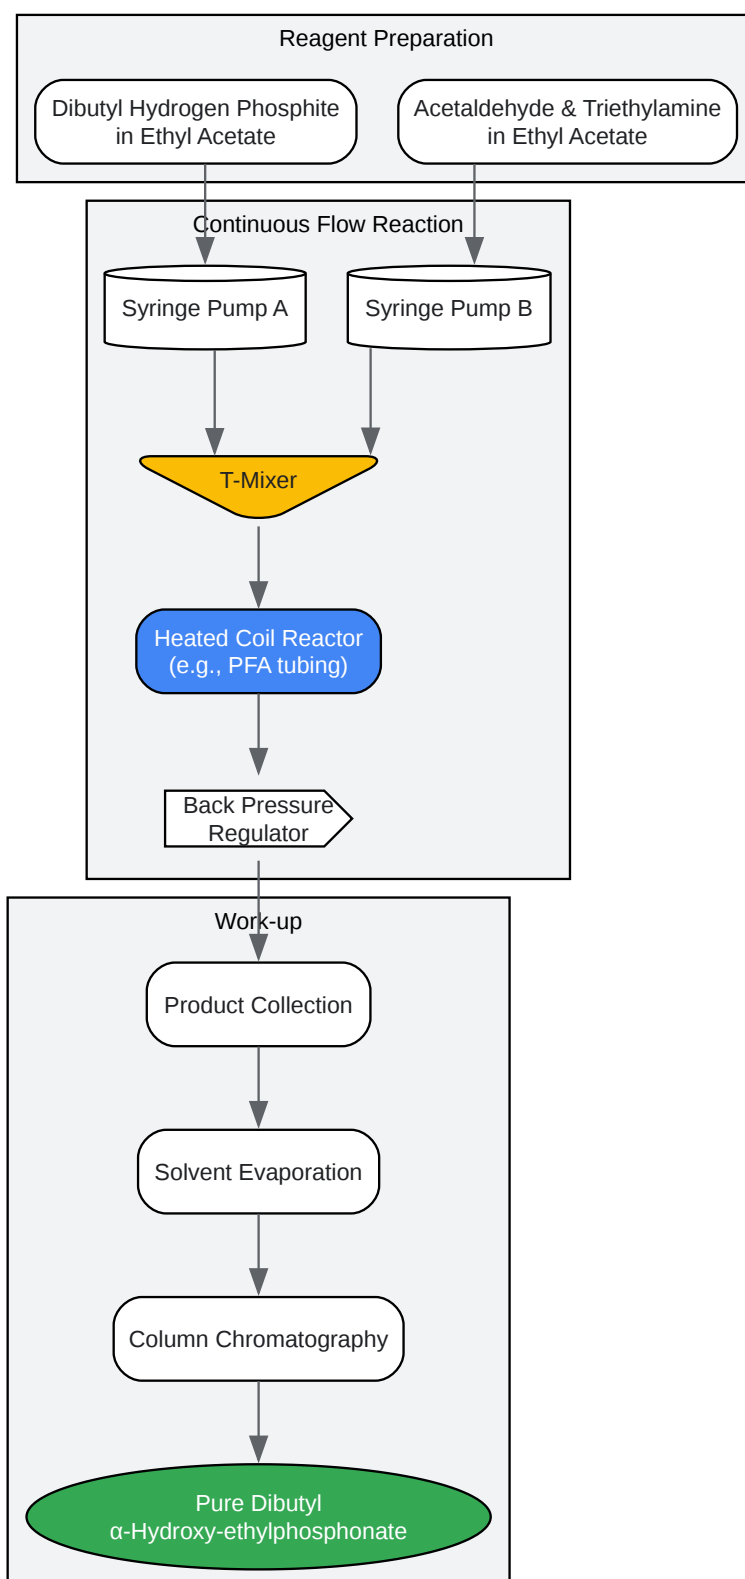 Reagent Preparation
Dibutyl Hydrogen Phosphite
in Ethyl Acetate
Acetaldehyde & Triethylamine
in Ethyl Acetate
Continuous Flow Reaction
Syringe Pump A
Syringe Pump B
T-Mixer
Heated Coil Reactor
(e.g., PFA tubing)
Back Pressure
Regulator
Work-up
Product Collection
Solvent Evaporation
Column Chromatography
Pure Dibutyl
α-Hydroxy-ethylphosphonate